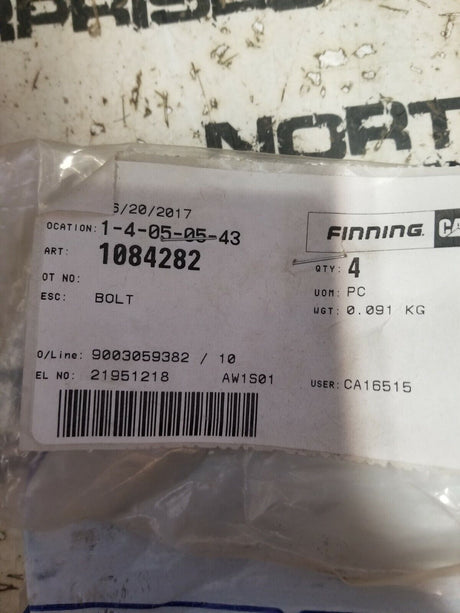 RPRISED
NORT
6/20/2017
OCATION: 1-4-05-05-43
FINNING. CA
ART: 1084282
QTY: 4
OT NO:
UOM: PC
ESC: BOLT
WGT: 0.091 KG
O/Line: 9003059382 / 10
EL NO: 21951218 AW1S01
USER: CA16515